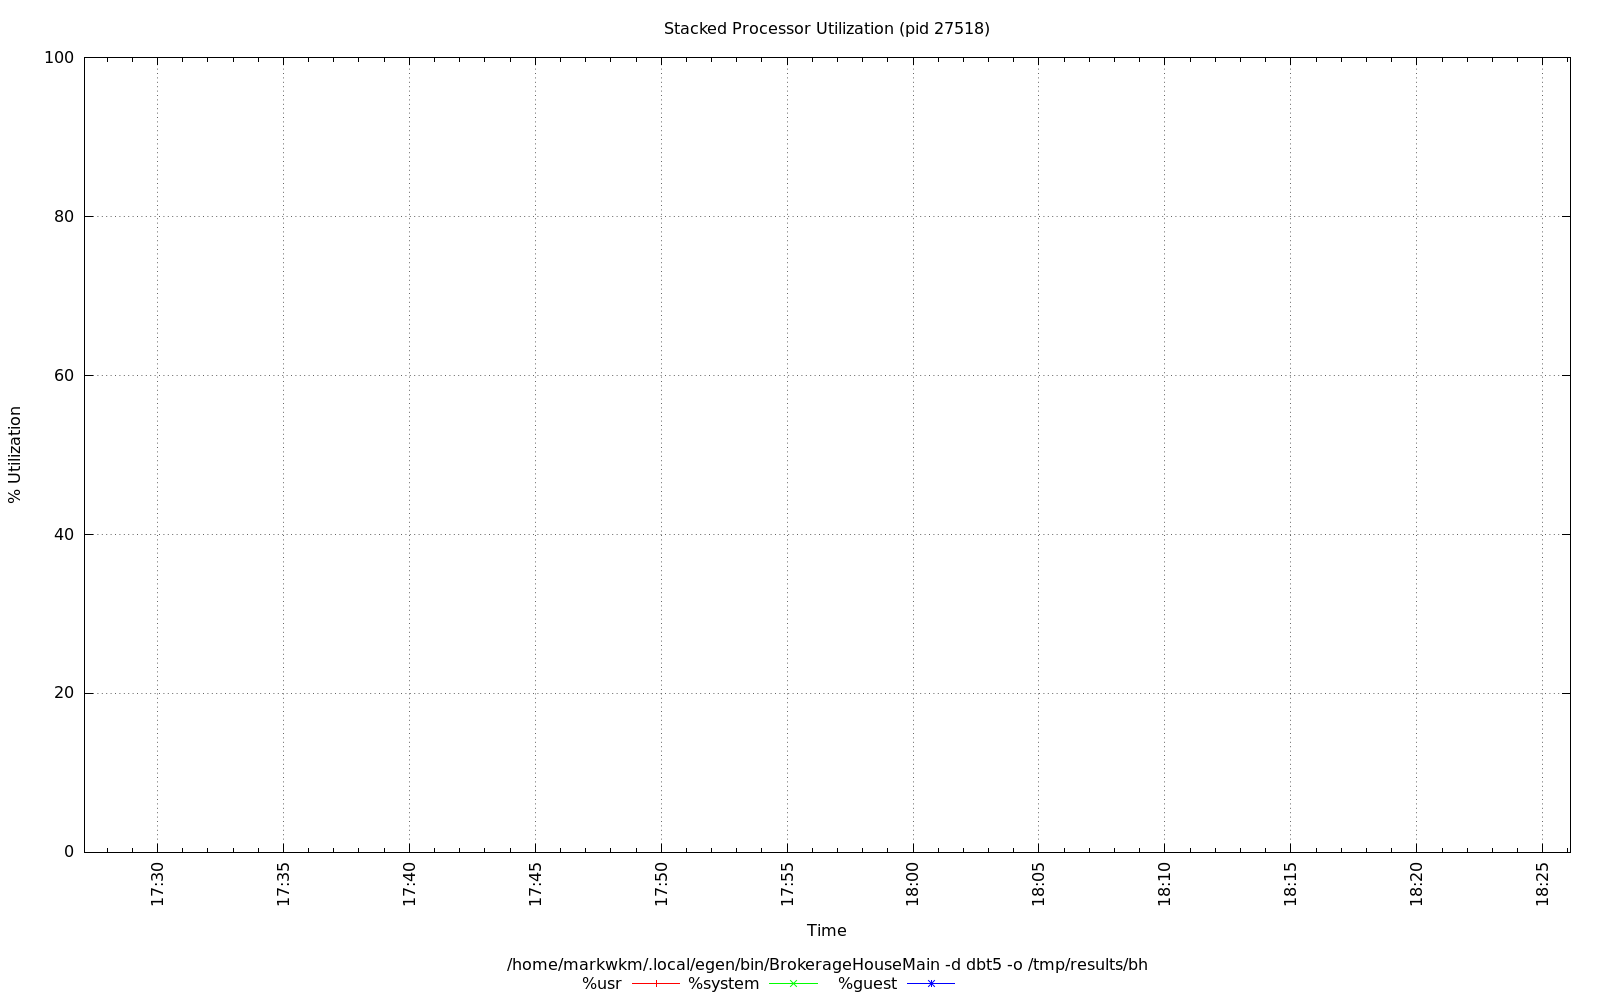 Stacked Processor Utilization (pid 27518)
100
80
60
40
20
0
% Utilization
17:30 17:35 17:40 17:45 17:50 17:55 18:00 18:05 18:10 18:15 18:20 18:25
Time
/home/markwkm/.local/egen/bin/BrokerageHouseMain -d dbt5 -o /tmp/results/bh
%usr %system %guest